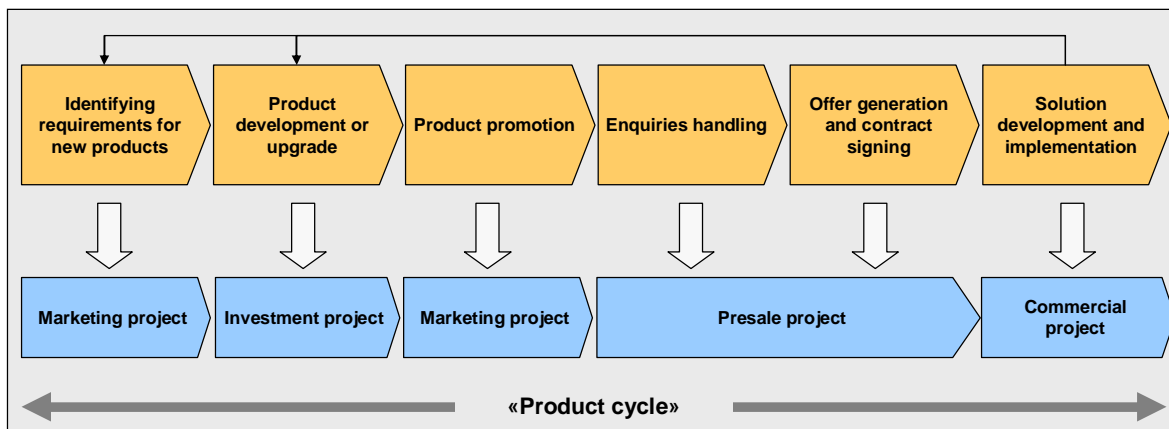 Identifying
requirements for
new products
Product
development or
upgrade
Product promotion
Enquiries handling
Offer generation
and contract
signing
Solution
development and
implementation
Marketing project
Investment project
Marketing project
Presale project
Commercial
project
«Product cycle»